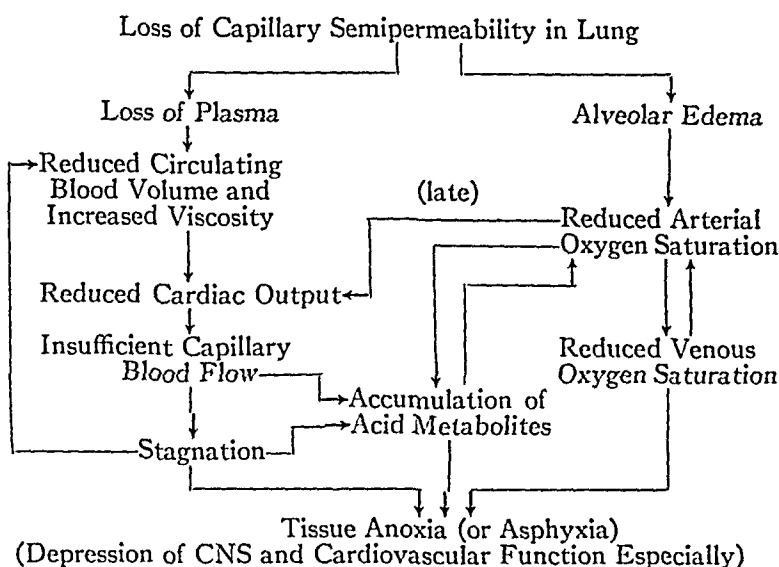 Loss of Capillary Semipermeability in Lung
Loss of Plasma
Alveolar Edema
Reduced Circulating
Blood Volume and
Increased Viscosity
(late)
Reduced Arterial
Oxygen Saturation
Reduced Cardiac Output
Insufficient Capillary
Blood Flow
Reduced Venous
Oxygen Saturation
Accumulation of
Acid Metabolites
Stagnation
Tissue Anoxia (or Asphyxia)
(Depression of CNS and Cardiovascular Function Especially)